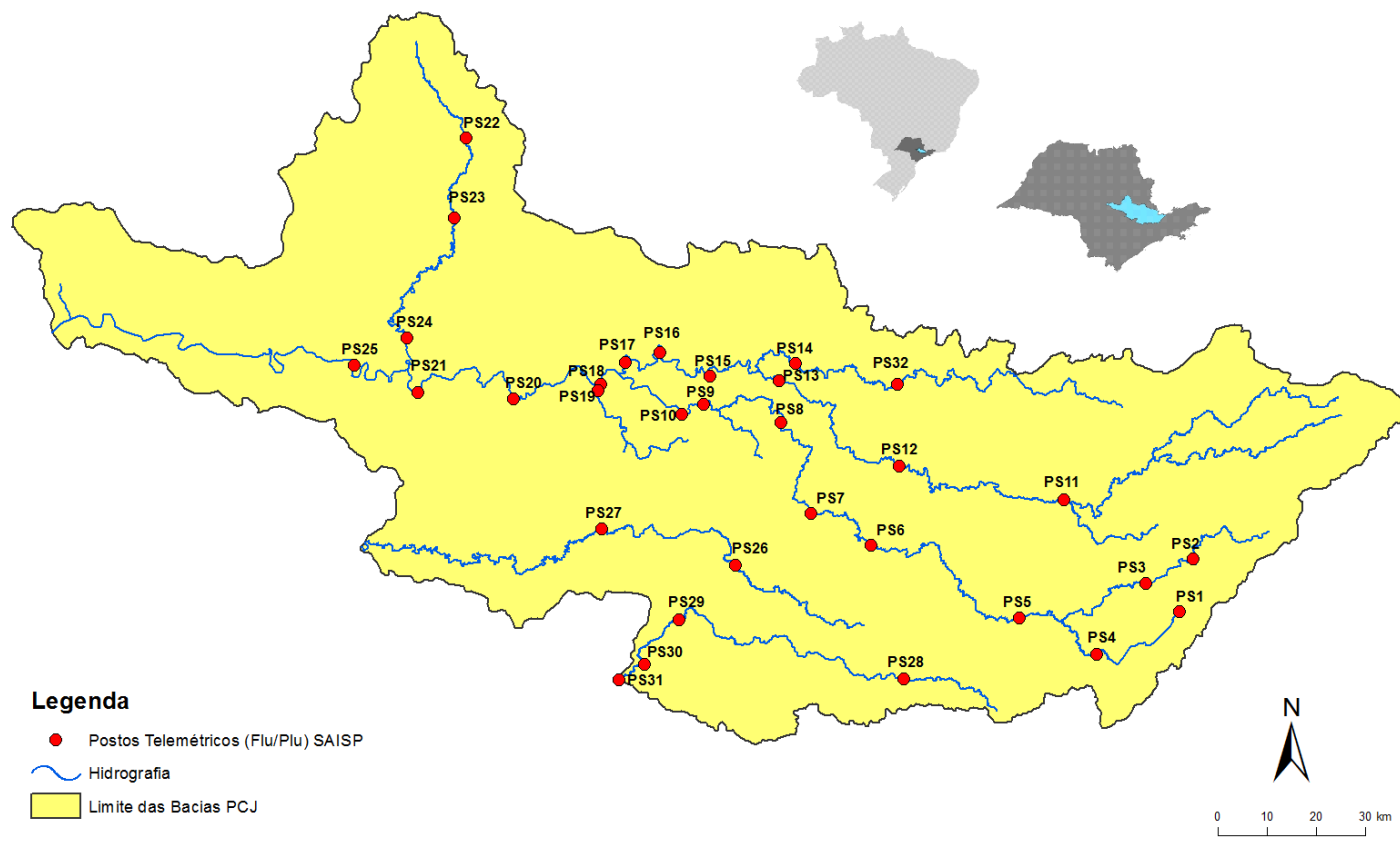 PS22
PS23
PS24
PS25
PS21
PS20
PS16
PS17
PS14
PS15
PS32
PS18
PS13
PS19
PS9
PS10
PS8
PS12
PS11
PS7
PS27
PS6
PS26
PS2
PS3
PS29
PS5
PS1
PS4
PS30
PS28
PS31
Legenda
Postos Telemétricos (Flu/Plu) SAISP
Hidrografia
Limite das Bacias PCJ
N
0 10 20 30 km